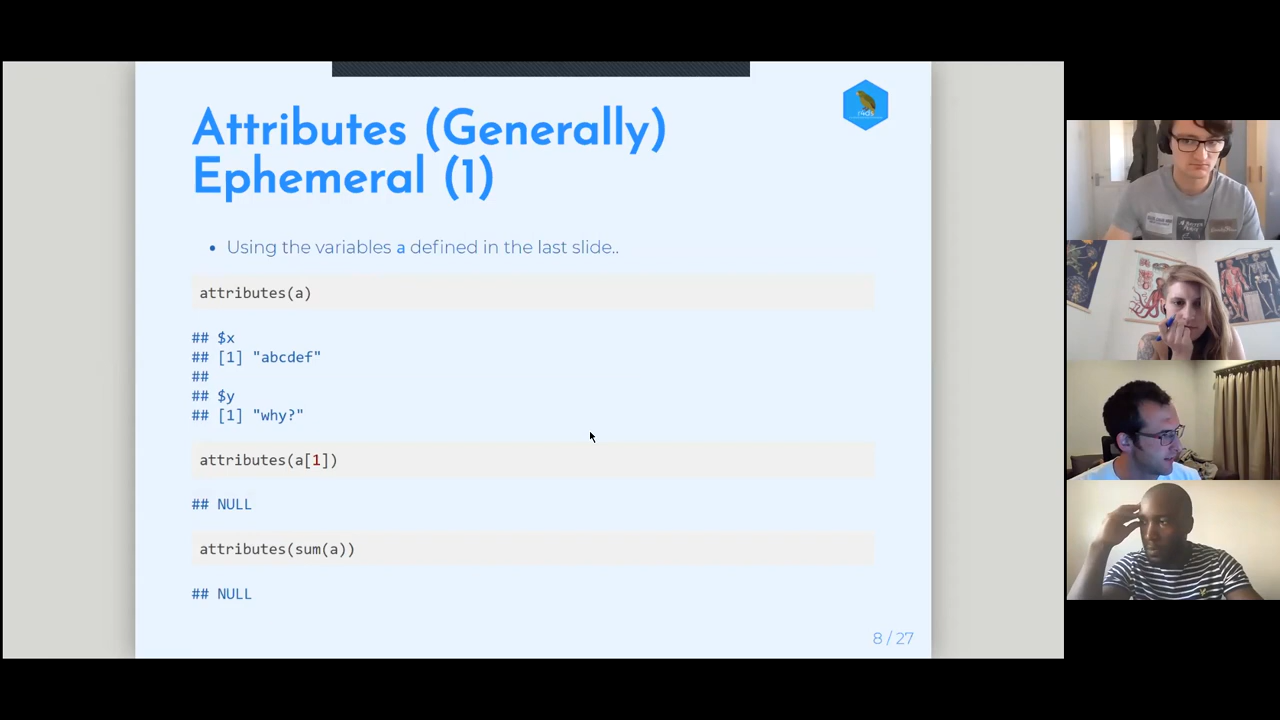 Attributes (Generally)
Ephemeral (1)
r4ds
• Using the variables a defined in the last slide..
attributes(a)
## $x
## [1] "abcdef"
##
## $y
## [1] "why?"
attributes(a[1])
## NULL
attributes(sum(a))
## NULL
8 / 27